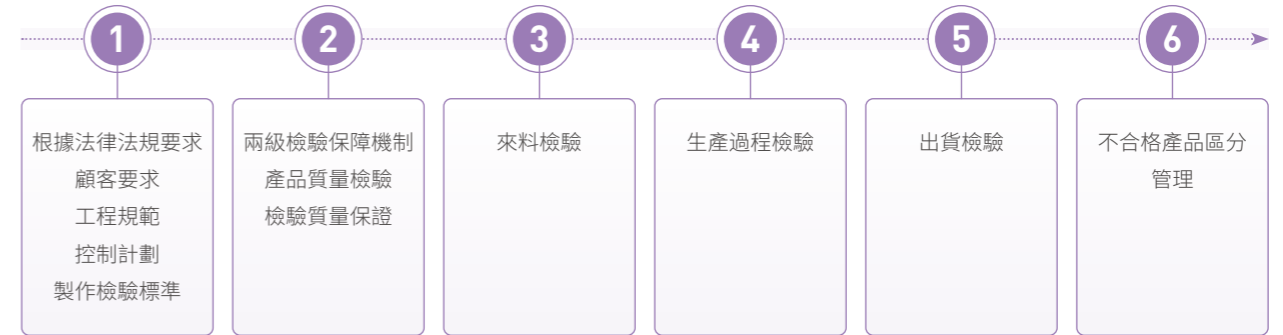 1
根據法律法規要求
顧客要求
工程規範
控制計劃
製作檢驗標準
2
兩級檢驗保障機制
產品質量檢驗
檢驗質量保證
3
來料檢驗
4
生產過程檢驗
5
出貨檢驗
6
不合格產品區分
管理